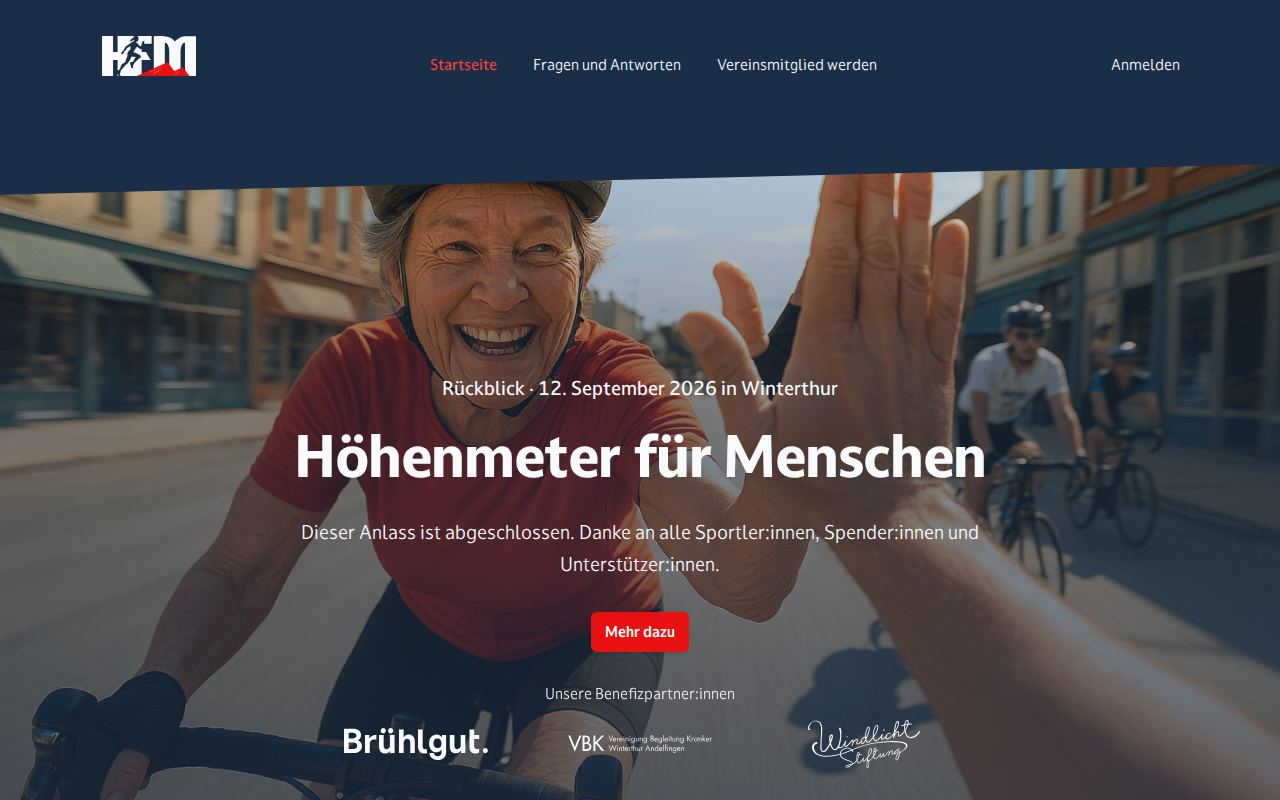 HFM
Startseite
Fragen und Antworten
Vereinsmitglied werden
Anmelden
Rückblick · 12. September 2026 in Winterthur
Höhenmeter für Menschen
Dieser Anlass ist abgeschlossen. Danke an alle Sportler:innen, Spender:innen und
Unterstützer:innen.
Mehr dazu
Unsere Benefizpartner:innen
Brühlgut.
VBK Vereinigung Begleitung Kranker
Winterthur Andelfingen
Windlicht
Stiftung